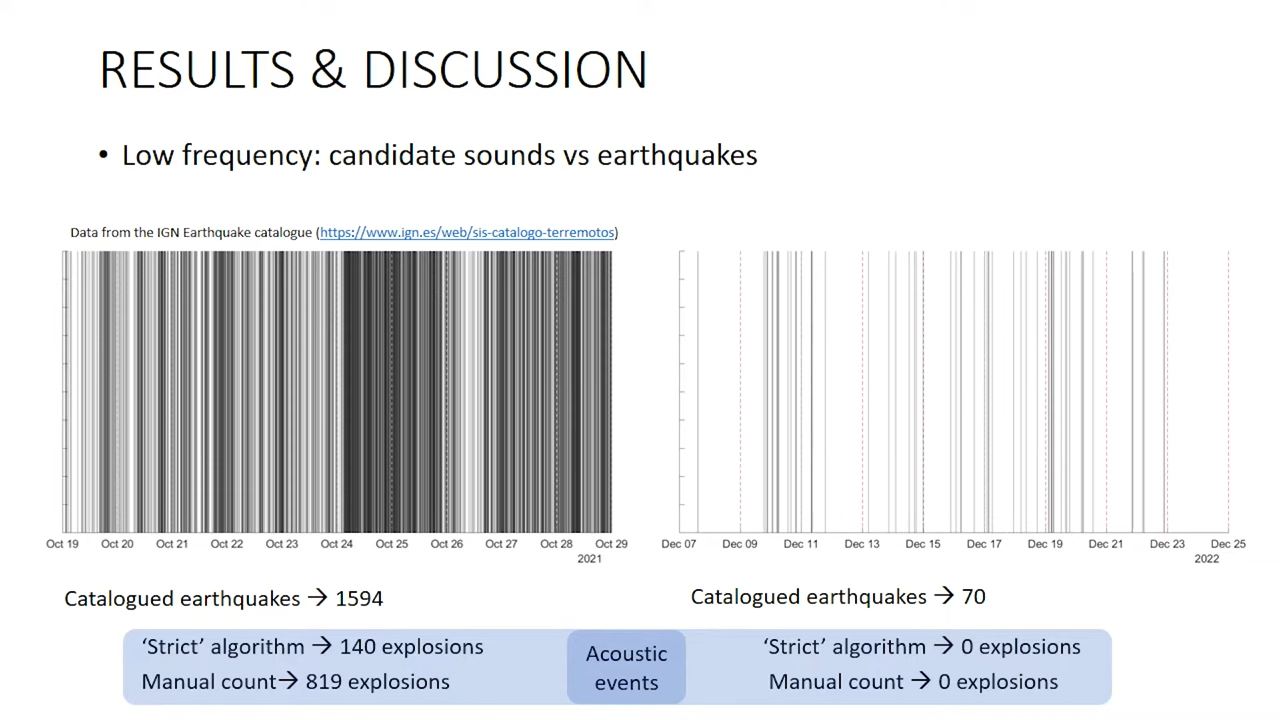 RESULTS & DISCUSSION
• Low frequency: candidate sounds vs earthquakes
Data from the IGN Earthquake catalogue (https://www.ign.es/web/sis-catalogo-terremotos)
Oct 19 Oct 20 Oct 21 Oct 22 Oct 23 Oct 24 Oct 25 Oct 26 Oct 27 Oct 28 Oct 29
2021
Dec 07 Dec 09 Dec 11 Dec 13 Dec 15 Dec 17 Dec 19 Dec 21 Dec 23 Dec 25
2022
Catalogued earthquakes → 1594
Catalogued earthquakes → 70
‘Strict’ algorithm → 140 explosions
Manual count→ 819 explosions
Acoustic
events
‘Strict’ algorithm → 0 explosions
Manual count → 0 explosions